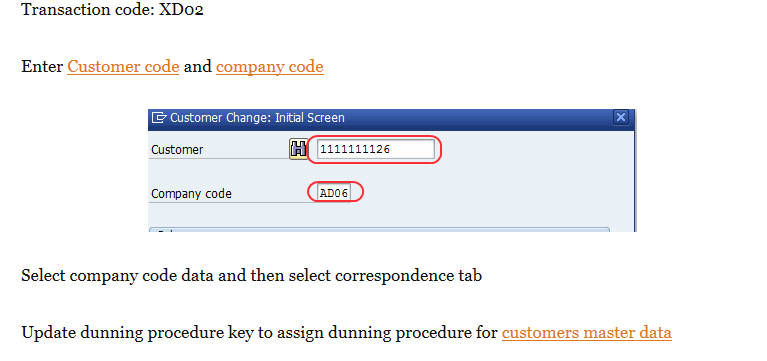 Transaction code: XD02
Enter Customer code and company code
Customer Change: Initial Screen
Customer 1111111126
Company code AD06
Select company code data and then select correspondence tab
Update dunning procedure key to assign dunning procedure for customers master data